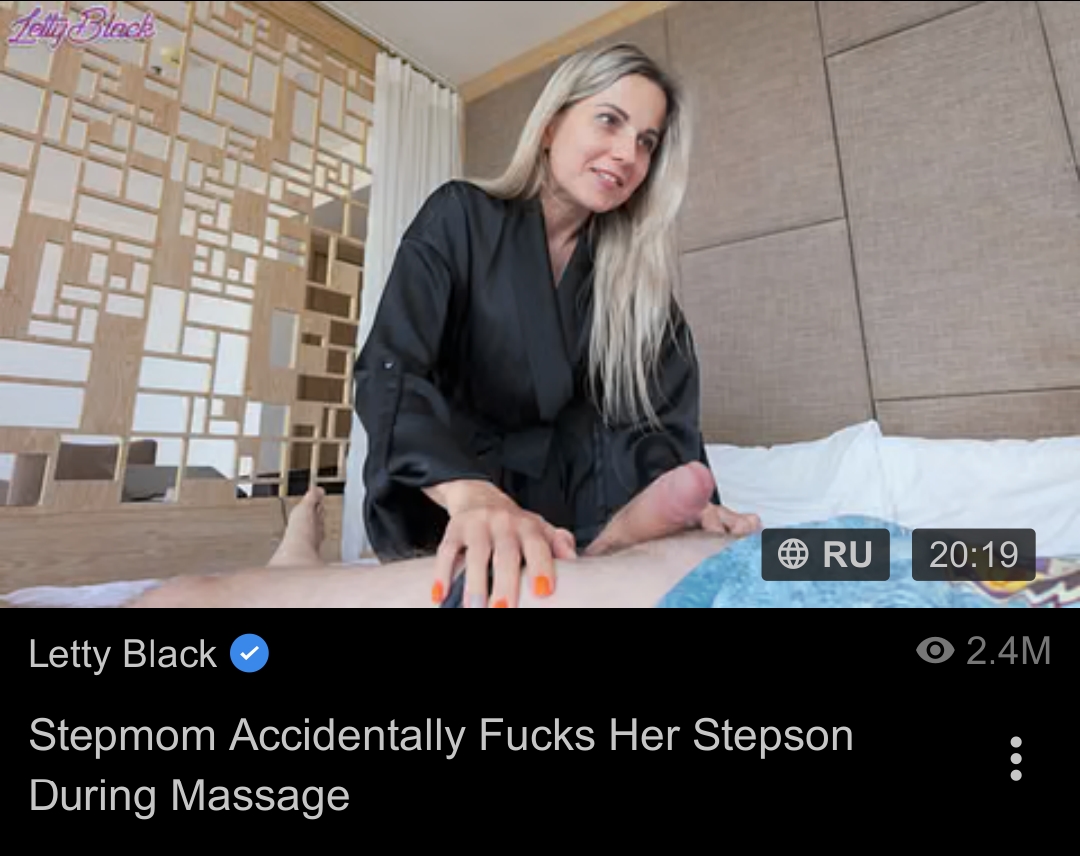 Letty Black
RU
20:19
Letty Black
2.4M
Stepmom Accidentally Fucks Her Stepson
During Massage